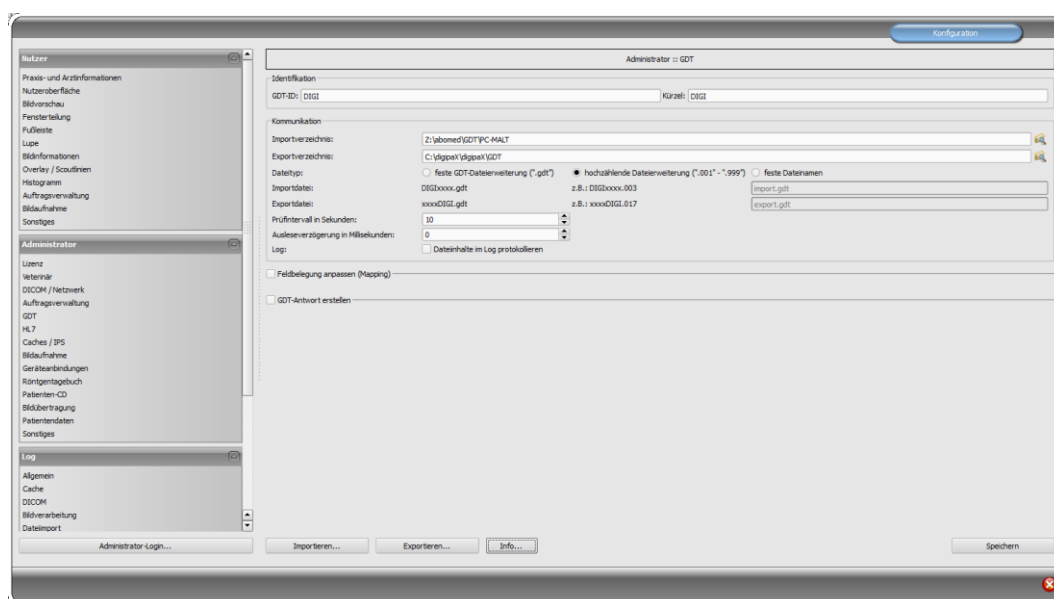 Konfiguration
Nutzer
Praxis- und Arztinformationen
Nutzeroberfläche
Bildvorschau
Fensterteilung
Fußleiste
Lupe
Bildinformationen
Overlay / Scoutlinien
Histogramm
Auftragsverwaltung
Bildaufnahme
Sonstiges
Administrator
Lizenz
Veterinär
DICOM / Netzwerk
Auftragsverwaltung
GDT
HL7
Caches / IPS
Bildaufnahme
Geräteanbindungen
Röntgentagebuch
Patienten-CD
Bildübertragung
Patientendaten
Sonstiges
Log
Allgemein
Cache
DICOM
Bildverarbeitung
Dateiimport
Administrator-Login...
Administrator :: GDT
Identifikation
GDT-ID: DIGI Kürzel: DIGI
Kommunikation
Importverzeichnis: Z:\abomed\GDT\PC-MALT
Exportverzeichnis: C:\digipaX\digipaX\GDT
Dateityp: feste GDT-Dateierweiterung (".gdt") hochzählende Dateierweiterung (".001" - ".999") feste Dateinamen
Importdatei: DIGIxxxx.gdt z.B.: DIGIxxxx.003 import.gdt
Exportdatei: xxxxDIGI.gdt z.B.: xxxxDIGI.017 export.gdt
Prüfintervall in Sekunden: 10
Ausleseverzögerung in Millisekunden: 0
Log: Dateiinhalte im Log protokollieren
Feldbelegung anpassen (Mapping)
GDT-Antwort erstellen
Importieren... Exportieren... Info... Speichern